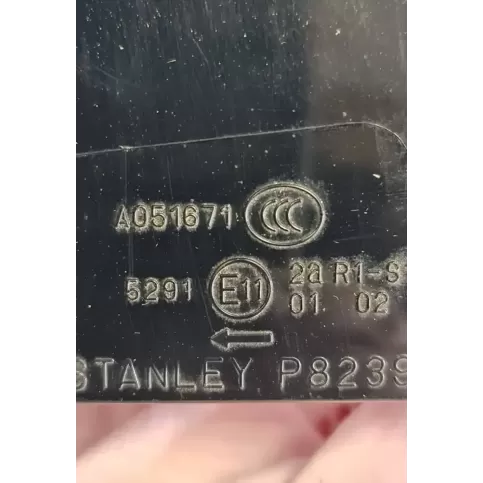 A051671 CCC
5291 E11 2a R1-S
01 02
STANLEY P8239